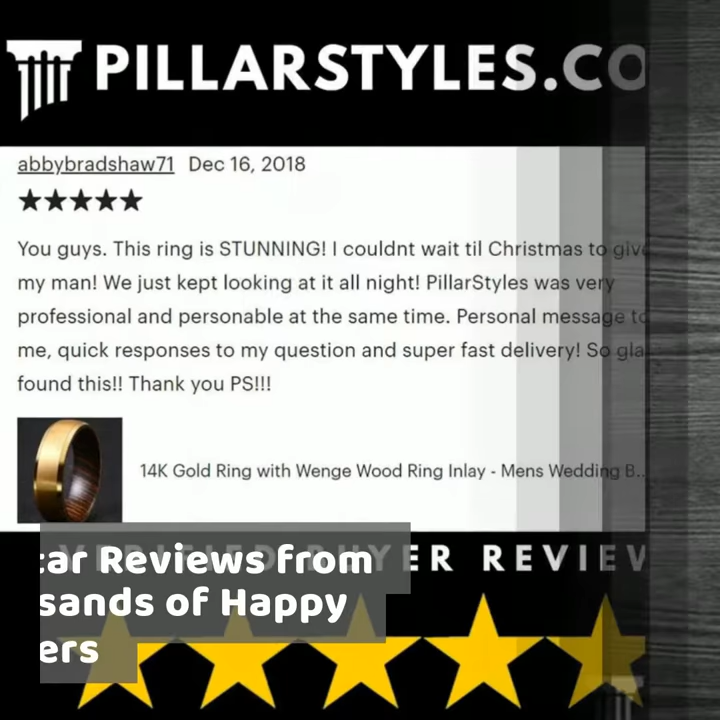 PILLARSTYLES.CO
abbybradshaw71 Dec 16, 2018
You guys. This ring is STUNNING! I couldnt wait til Christmas to give
my man! We just kept looking at it all night! PillarStyles was very
professional and personable at the same time. Personal message to
me, quick responses to my question and super fast delivery! So gla
found this!! Thank you PS!!!
14K Gold Ring with Wenge Wood Ring Inlay - Mens Wedding B...
VERIFIED BUYER REVIEW
tar Reviews from
sands of Happy
ers